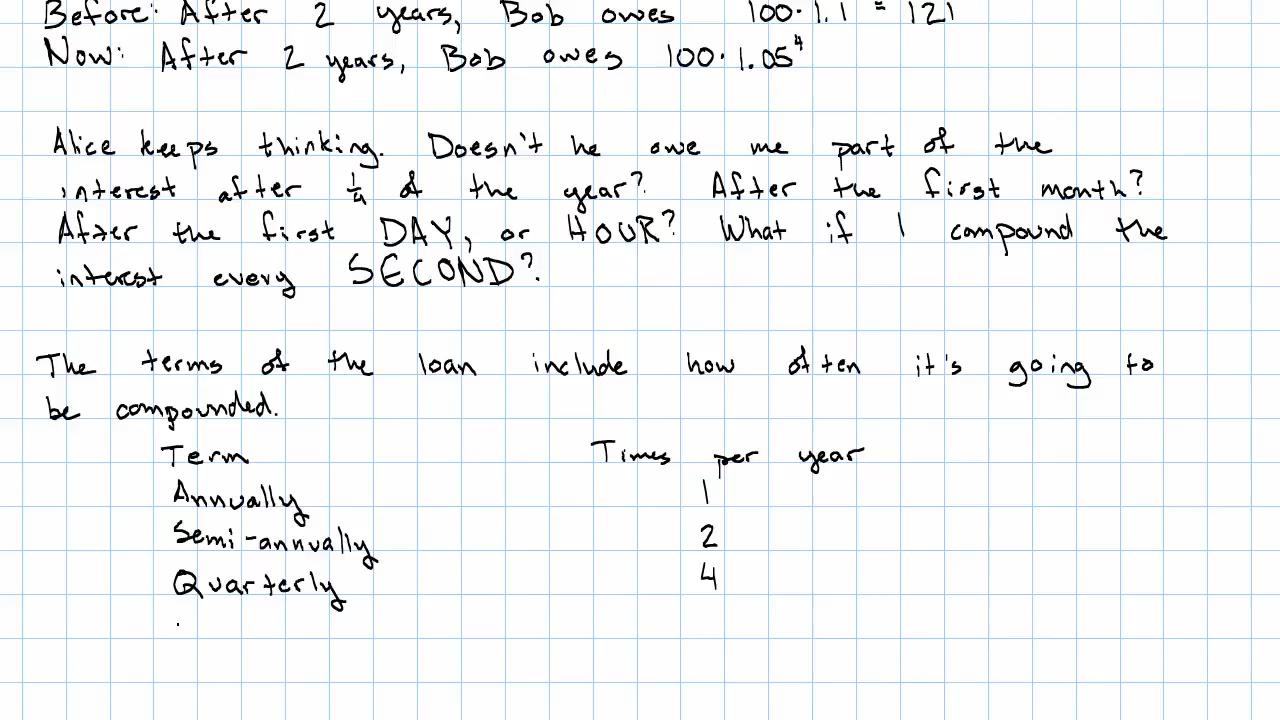 Before: After 2 years, Bob owes 100·1.1 = 121
Now: After 2 years, Bob owes 100·1.05⁴
Alice keeps thinking. Doesn't he owe me part of the
interest after 1/4 of the year? After the first month?
After the first DAY, or HOUR? What if I compound the
interest every SECOND?
The terms of the loan include how often it's going to
be compounded.
Term Times per year
Annually 1
Semi-annually 2
Quarterly 4